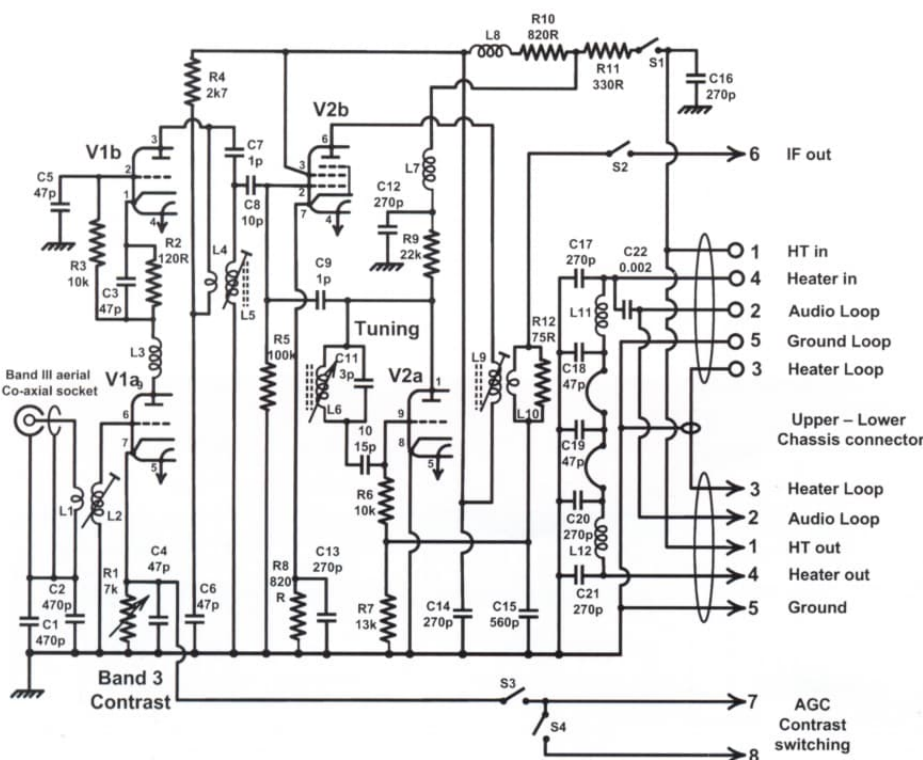 R10
820R
L8
R11
330R
S1
C16
270p
R4
2k7
V2b
V1b
3
C7
1p
6
3
2
7
4
C5
47p
2
1
4
C8
10p
L7
C12
270p
S2
6 IF out
R3
10k
R2
120R
C3
47p
L4
L5
R9
22k
C17
270p
C22
0.002
1 HT in
4 Heater in
2 Audio Loop
5 Ground Loop
3 Heater Loop
C9
1p
Tuning
L11
R12
75R
L3
R5
100k
C11
3p
L6
V2a
1
9
8
5
L9
L10
C18
47p
Band III aerial
Co-axial socket
V1a
9
6
7
5
Upper – Lower
Chassis connector
C19
47p
10
15p
R6
10k
L1
L2
C20
270p
L12
3 Heater Loop
2 Audio Loop
1 HT out
4 Heater out
5 Ground
C4
47p
R1
7k
C2
470p
C1
470p
C6
47p
R8
820
R
C13
270p
R7
13k
C14
270p
C15
560p
C21
270p
Band 3
Contrast
S3
S4
7
8
AGC
Contrast
switching